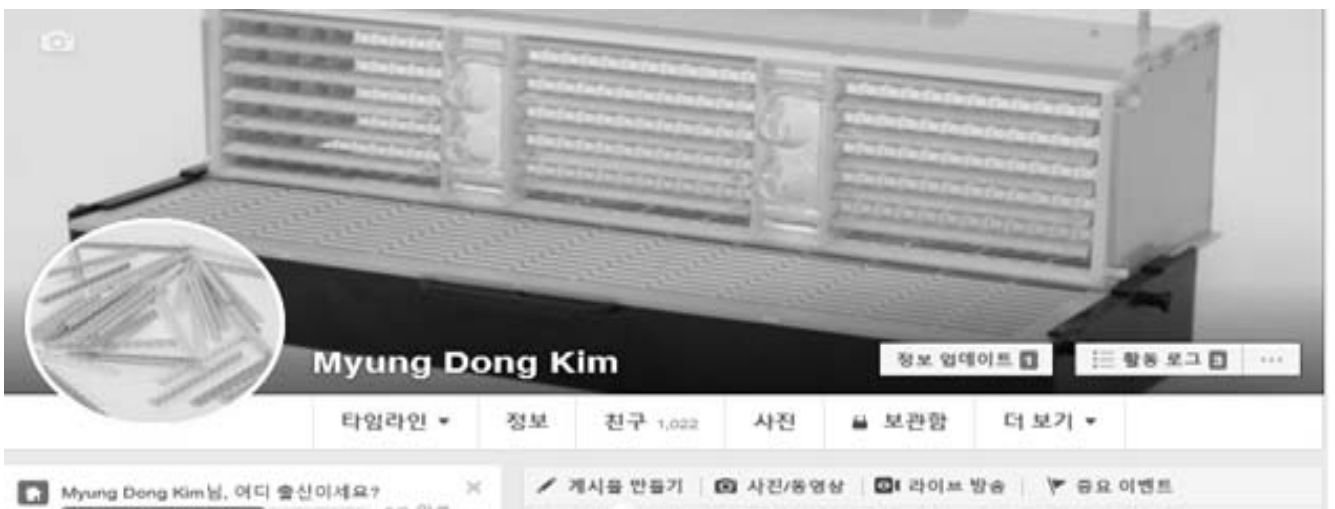 Myung Dong Kim
정보 업데이트 1
활동 로그 3 ...
타임라인 정보 친구 1,022 사진 보관함 더 보기
Myung Dong Kim님, 어디 출신이세요?
게시물 만들기 사진/동영상 라이브 방송 중요 이벤트